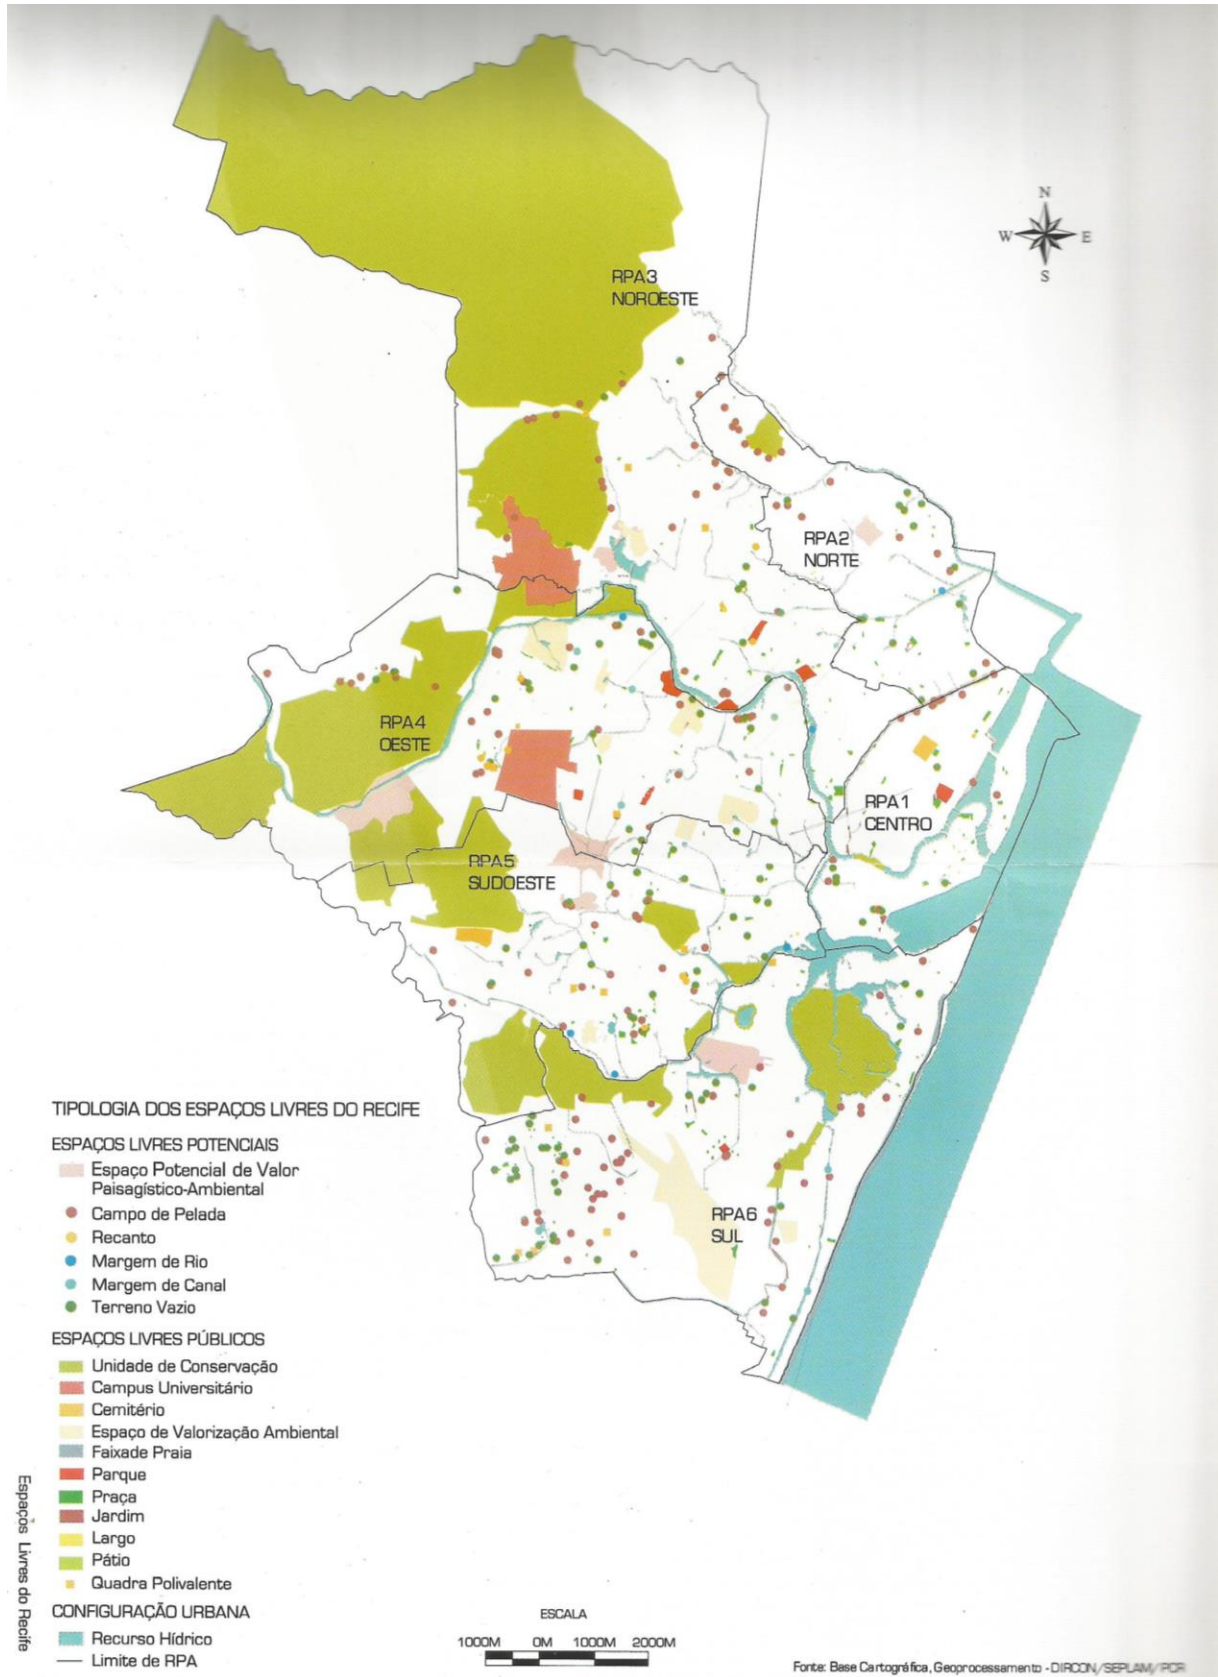 N
W E
S
RPA3
NOROESTE
RPA2
NORTE
RPA4
OESTE
RPA1
CENTRO
RPA5
SUDOESTE
RPA6
SUL
TIPOLOGIA DOS ESPAÇOS LIVRES DO RECIFE
ESPAÇOS LIVRES POTENCIAIS
Espaço Potencial de Valor
Paisagístico-Ambiental
Campo de Pelada
Recanto
Margem de Rio
Margem de Canal
Terreno Vazio
ESPAÇOS LIVRES PÚBLICOS
Unidade de Conservação
Campus Universitário
Cemitério
Espaço de Valorização Ambiental
Faixade Praia
Parque
Praça
Jardim
Largo
Pátio
Quadra Polivalente
CONFIGURAÇÃO URBANA
Recurso Hídrico
Limite de RPA
Espaços Livres do Recife
ESCALA
1000M 0M 1000M 2000M
Fonte: Base Cartográfica, Geoprocessamento - DIRCON/SEPLAM/PCR